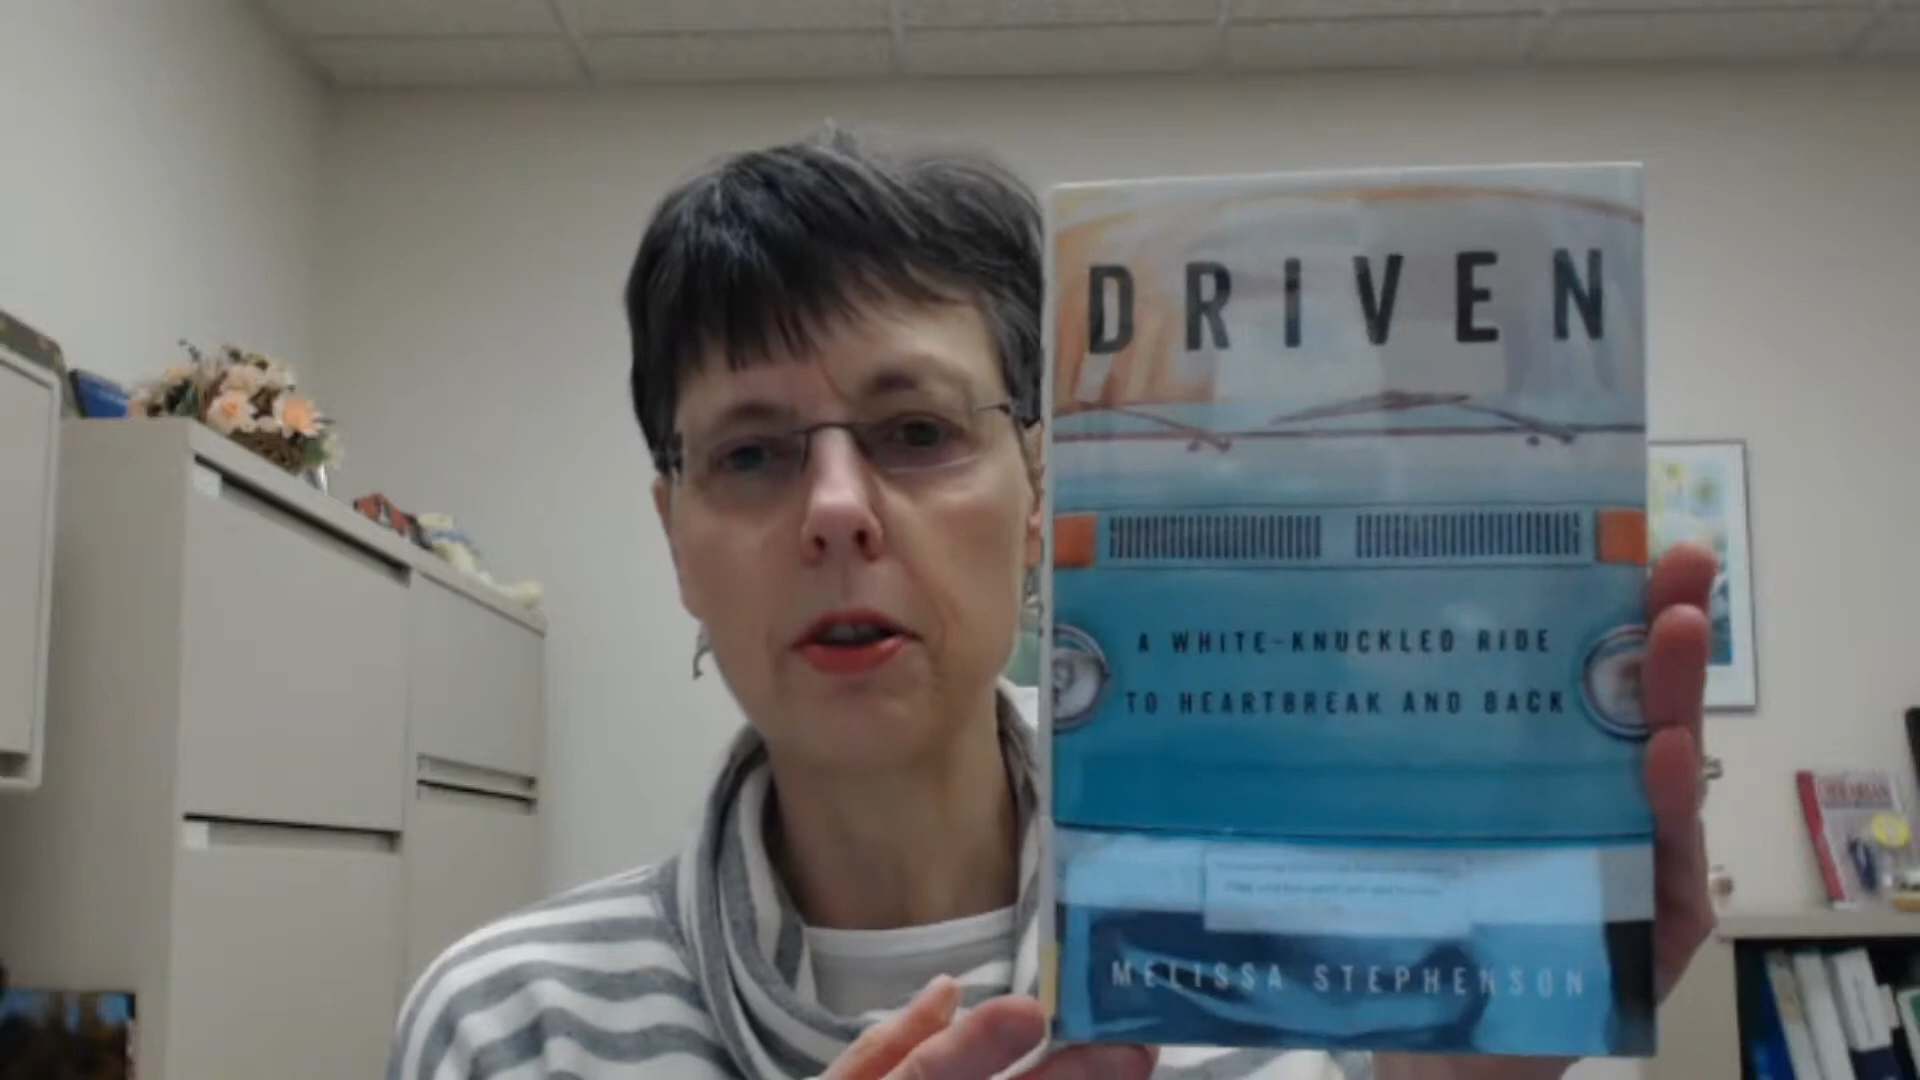 DRIVEN
A WHITE-KNUCKLED RIDE
TO HEARTBREAK AND BACK
MELISSA STEPHENSON